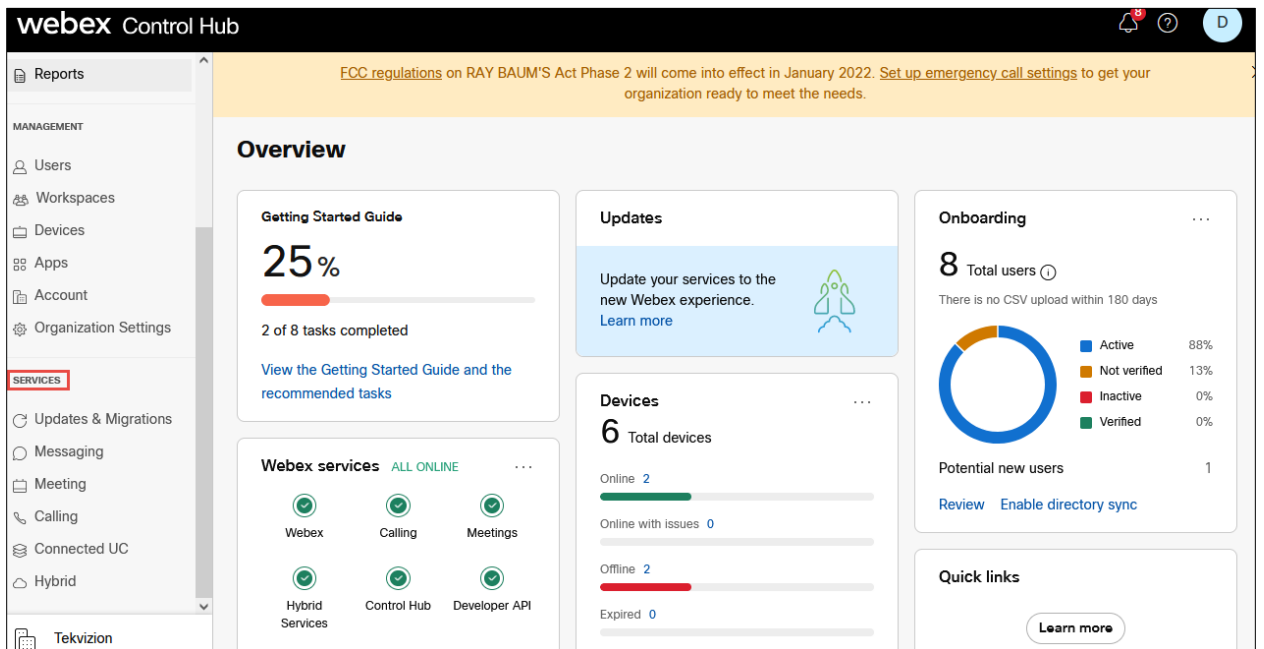 webex Control Hub
8
D
Reports
MANAGEMENT
Users
Workspaces
Devices
Apps
Account
Organization Settings
SERVICES
Updates & Migrations
Messaging
Meeting
Calling
Connected UC
Hybrid
Tekvizion
FCC regulations on RAY BAUM'S Act Phase 2 will come into effect in January 2022. Set up emergency call settings to get your
organization ready to meet the needs.
Overview
Getting Started Guide
25%
2 of 8 tasks completed
View the Getting Started Guide and the
recommended tasks
Webex services ALL ONLINE ...
Webex Calling Meetings
Hybrid Control Hub Developer API
Services
Updates
Update your services to the
new Webex experience.
Learn more
Devices ...
6 Total devices
Online 2
Online with issues 0
Offline 2
Expired 0
Onboarding ...
8 Total users
There is no CSV upload within 180 days
Active 88%
Not verified 13%
Inactive 0%
Verified 0%
Potential new users 1
Review Enable directory sync
Quick links
Learn more